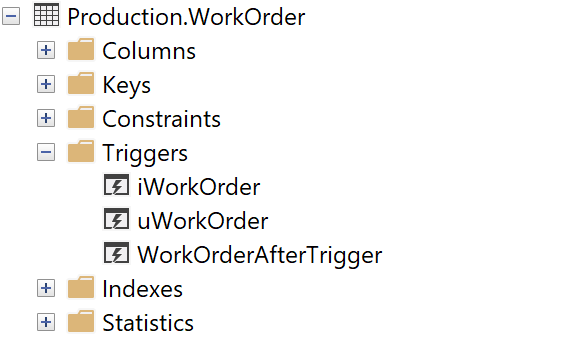 Production.WorkOrder
Columns
Keys
Constraints
Triggers
iWorkOrder
uWorkOrder
WorkOrderAfterTrigger
Indexes
Statistics